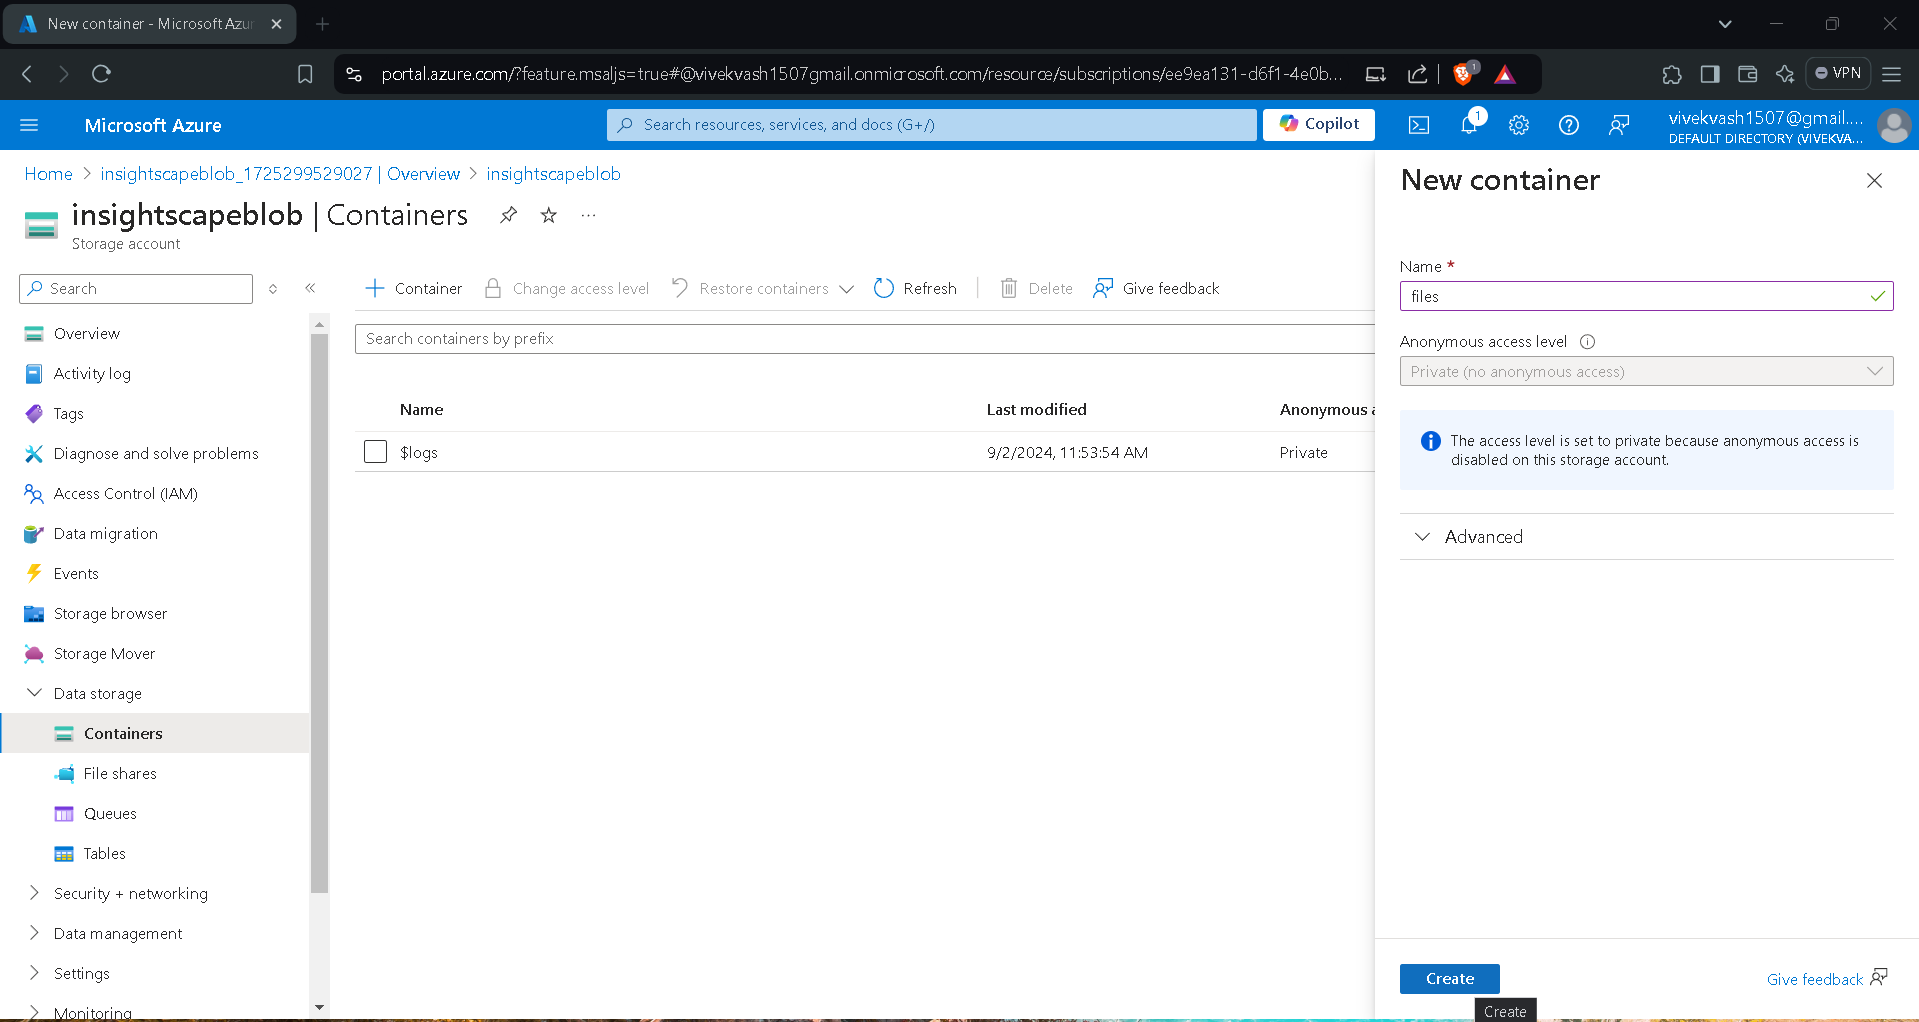 New container - Microsoft Azu
portal.azure.com/?feature.msaljs=true#@vivekvash1507gmail.onmicrosoft.com/resource/subscriptions/ee9ea131-d6f1-4e0b...
1
VPN
Microsoft Azure
Search resources, services, and docs (G+/)
Copilot
1
vivekvash1507@gmail....
DEFAULT DIRECTORY (VIVEKVA...
Home > insightscapeblob_1725299529027 | Overview > insightscapeblob
insightscapeblob | Containers
...
Storage account
Search
Overview
Activity log
Tags
Diagnose and solve problems
Access Control (IAM)
Data migration
Events
Storage browser
Storage Mover
Data storage
Containers
File shares
Queues
Tables
Security + networking
Data management
Settings
Monitoring
Container
Change access level
Restore containers
Refresh
Delete
Give feedback
Search containers by prefix
Name Last modified Anonymous a
$logs 9/2/2024, 11:53:54 AM Private
New container
Name *
files
Anonymous access level
Private (no anonymous access)
The access level is set to private because anonymous access is
disabled on this storage account.
Advanced
Create
Give feedback
Create